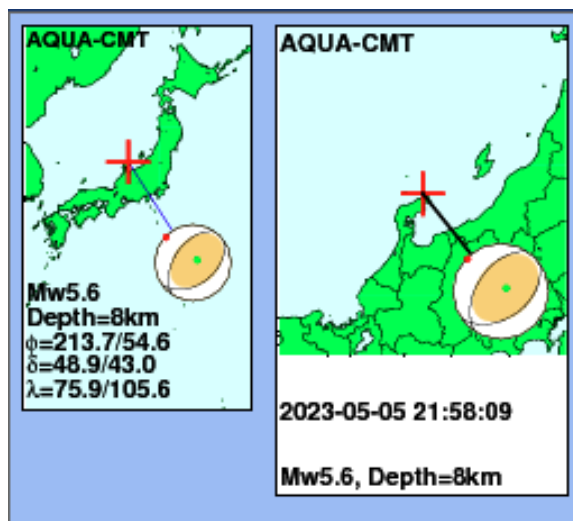 AQUA-CMT
Mw5.6
Depth=8km
ϕ=213.7/54.6
δ=48.9/43.0
λ=75.9/105.6
AQUA-CMT
2023-05-05 21:58:09
Mw5.6, Depth=8km